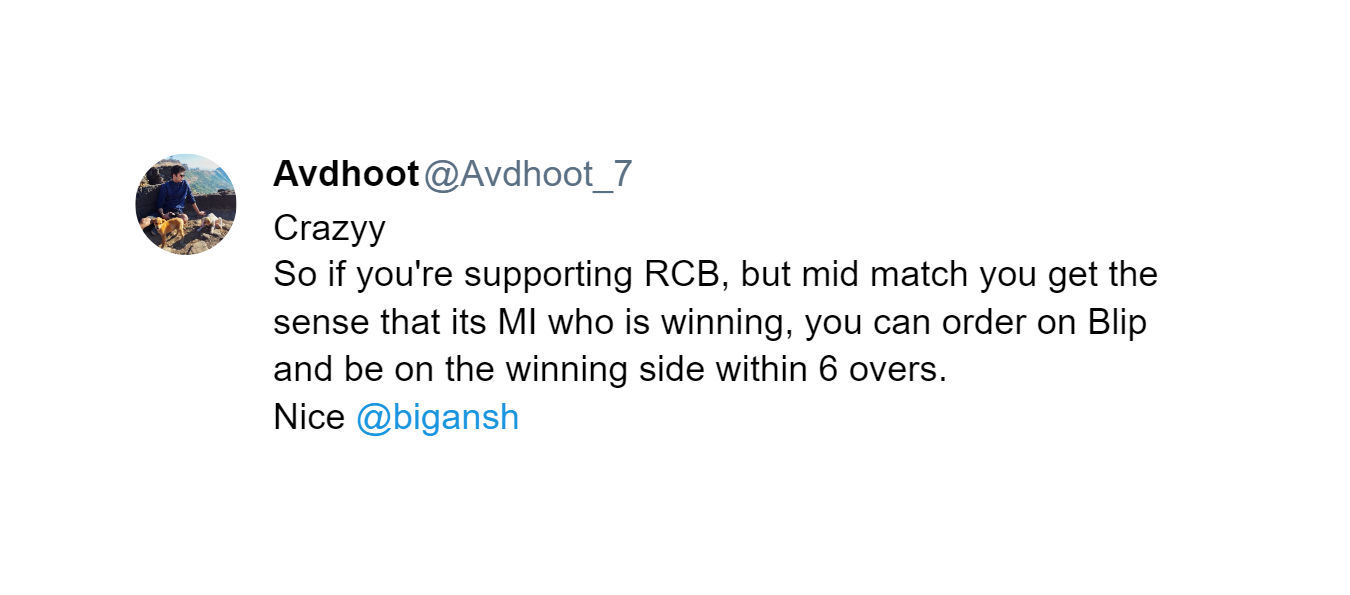 Avdhoot @Avdhoot_7
Crazyy
So if you're supporting RCB, but mid match you get the
sense that its MI who is winning, you can order on Blip
and be on the winning side within 6 overs.
Nice @bigansh